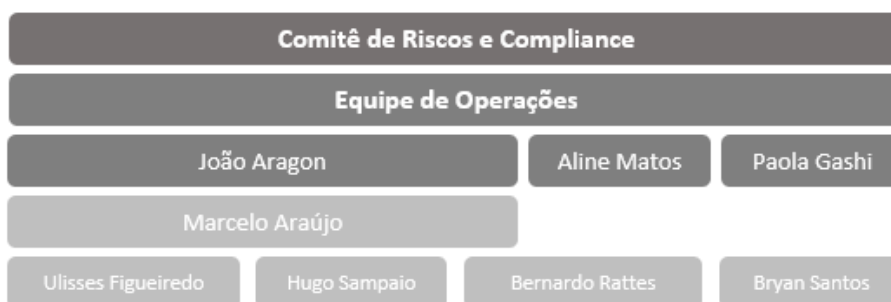 Comitê de Riscos e Compliance
Equipe de Operações
João Aragon Aline Matos Paola Gashi
Marcelo Araújo
Ulisses Figueiredo Hugo Sampaio Bernardo Rattes Bryan Santos